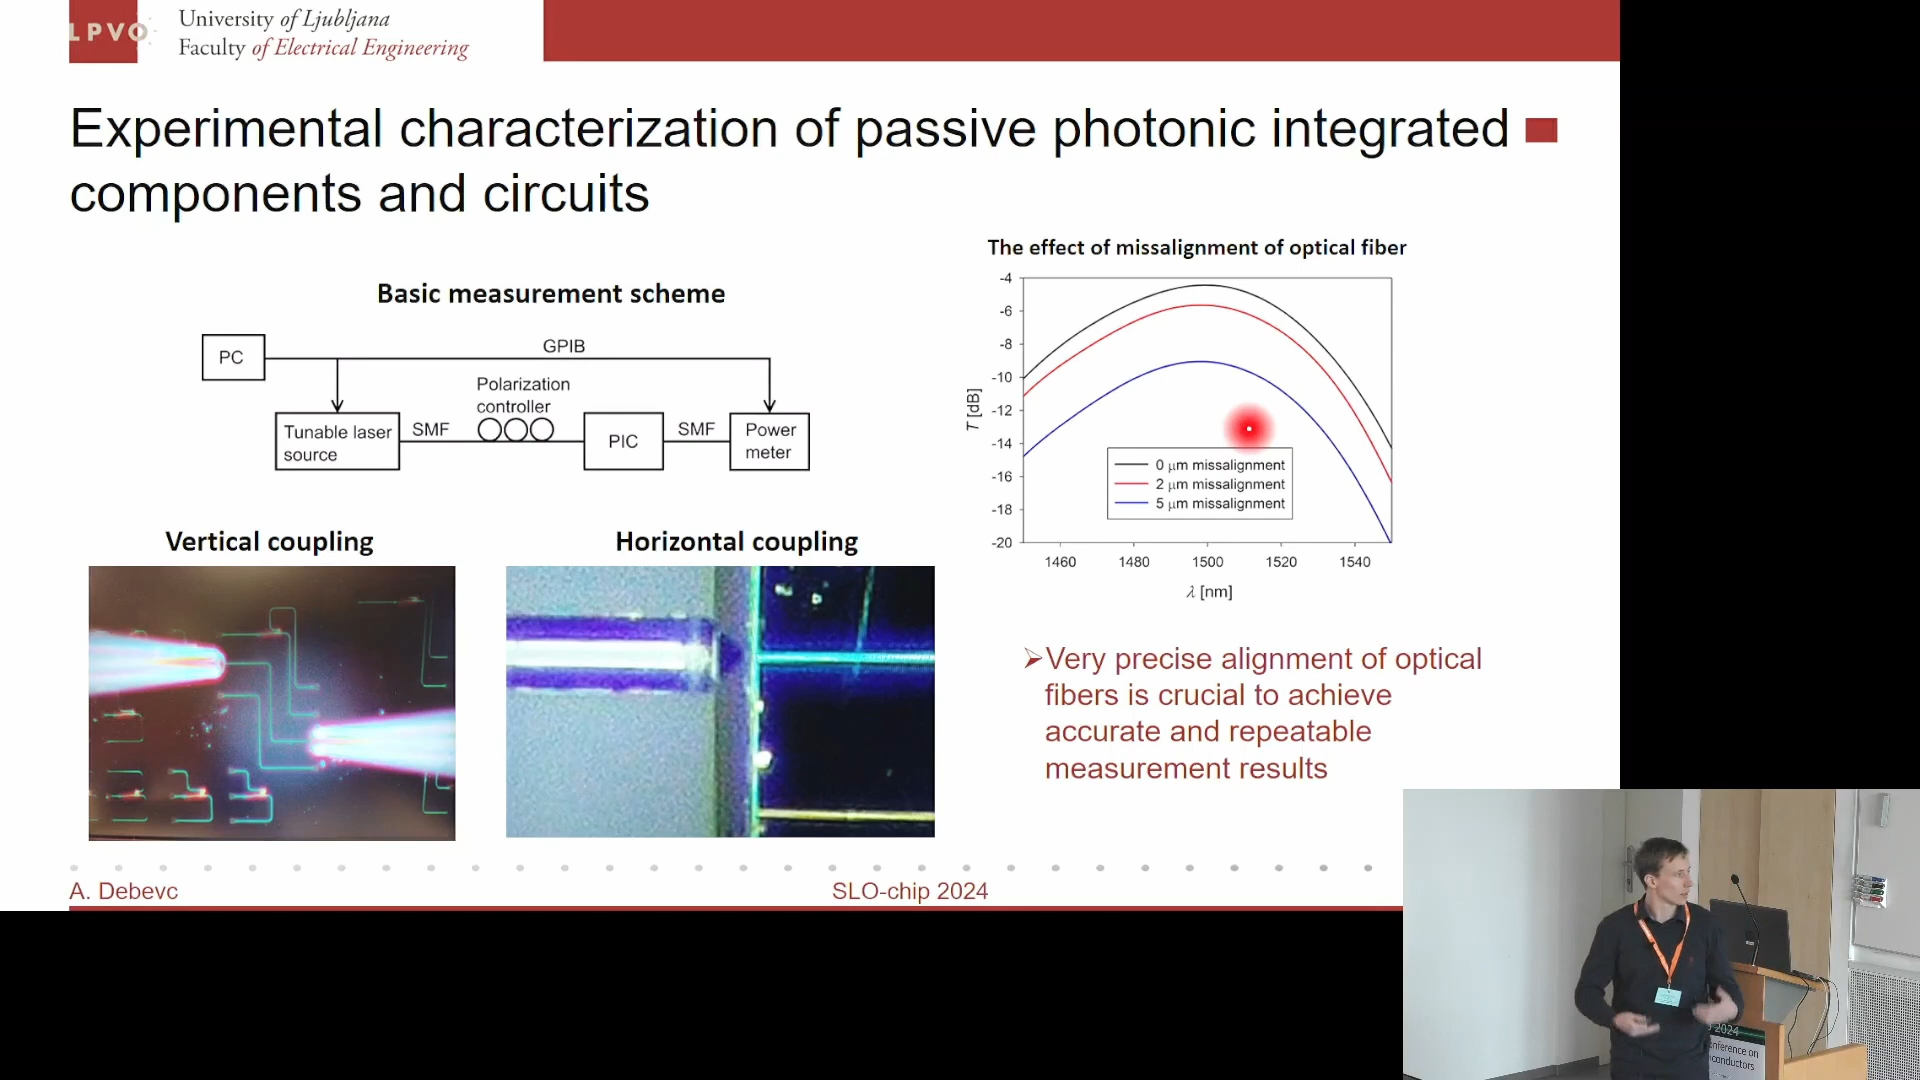 LPVO
University of Ljubljana
Faculty of Electrical Engineering
Experimental characterization of passive photonic integrated
components and circuits
Basic measurement scheme
PC
GPIB
Polarization
controller
Tunable laser
source
SMF
PIC
SMF
Power
meter
Vertical coupling
Horizontal coupling
The effect of missalignment of optical fiber
-4
-6
-8
-10
-12
-14
-16
-18
-20
T [dB]
0 μm missalignment
2 μm missalignment
5 μm missalignment
1460 1480 1500 1520 1540
λ [nm]
➢Very precise alignment of optical
fibers is crucial to achieve
accurate and repeatable
measurement results
A. Debevc
SLO-chip 2024
2024
onference on